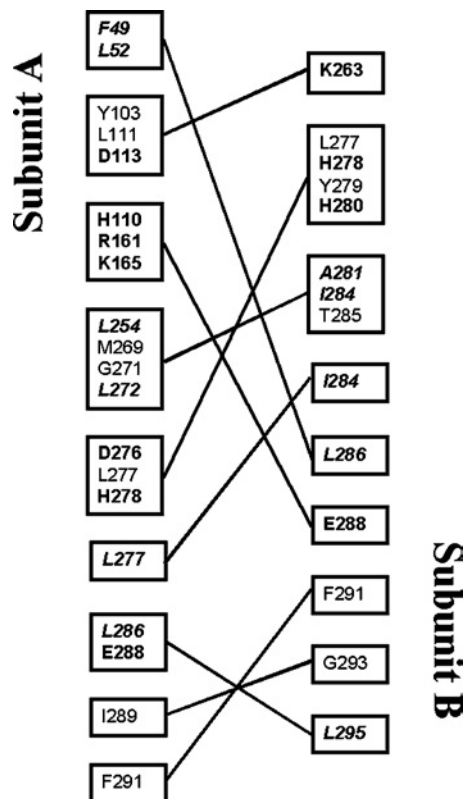 Subunit A
F49
L52
Y103
L111
D113
H110
R161
K165
L254
M269
G271
L272
D276
L277
H278
L277
L286
E288
I289
F291
K263
L277
H278
Y279
H280
A281
I284
T285
I284
L286
E288
F291
G293
L295
Subunit B